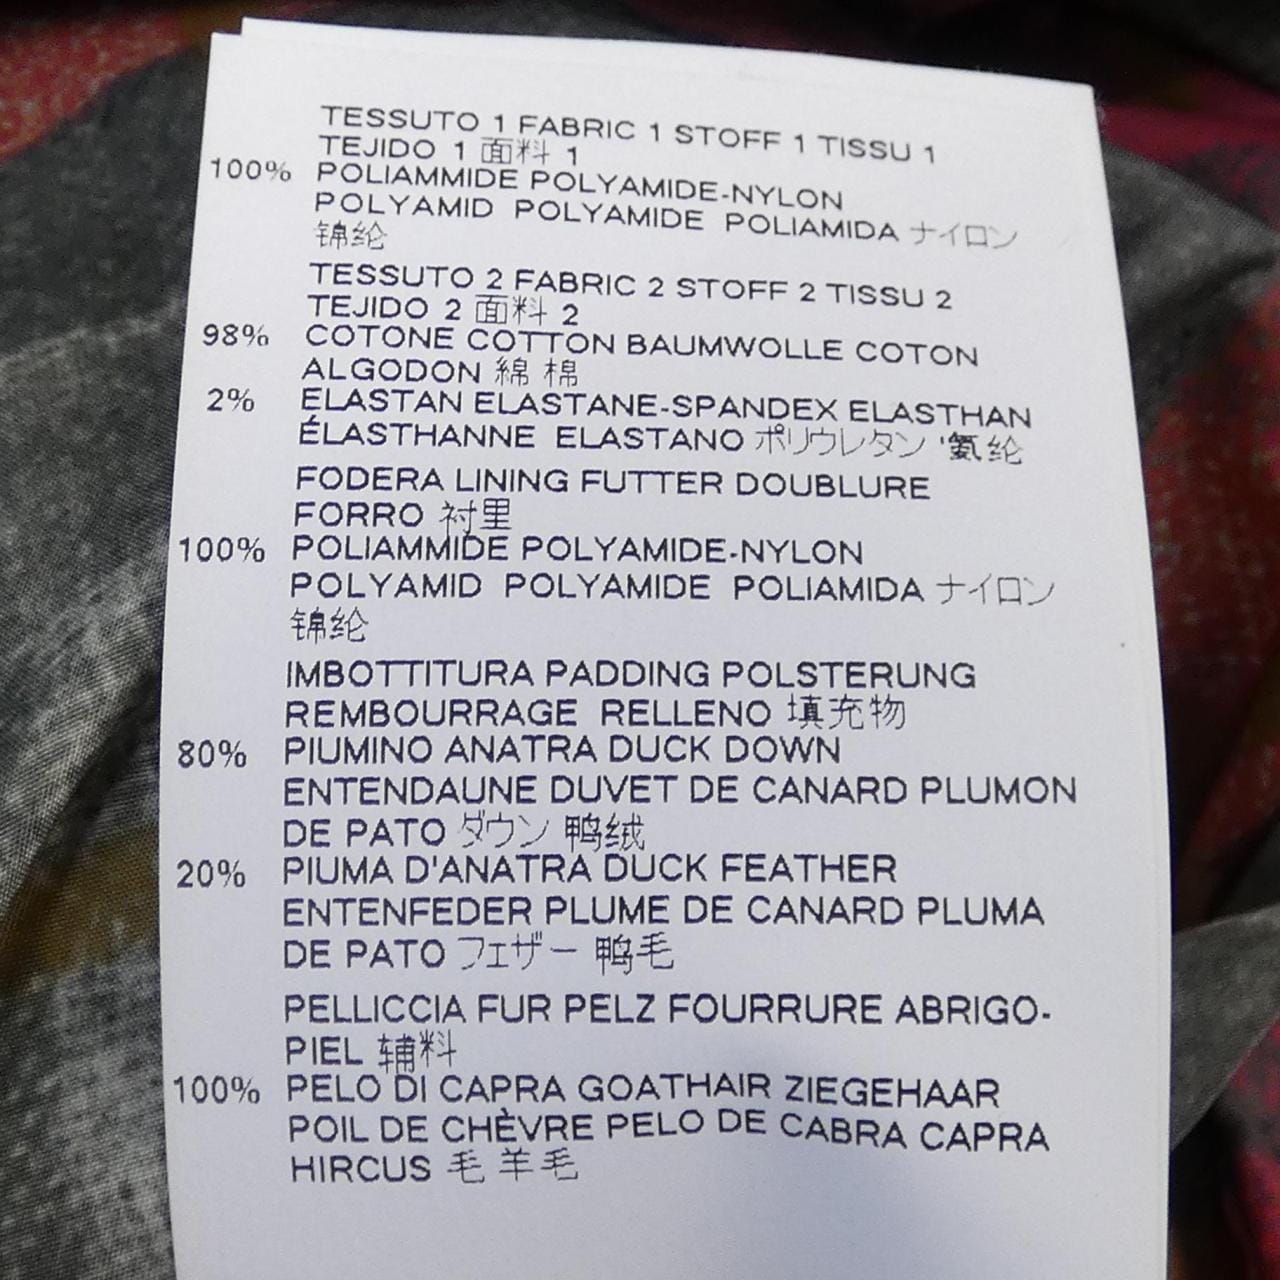 TESSUTO 1 FABRIC 1 STOFF 1 TISSU 1
TEJIDO 1 面料 1
100% POLIAMMIDE POLYAMIDE-NYLON
POLYAMID POLYAMIDE POLIAMIDA ナイロン
锦纶
TESSUTO 2 FABRIC 2 STOFF 2 TISSU 2
TEJIDO 2 面料 2
98% COTONE COTTON BAUMWOLLE COTON
ALGODON 綿 棉
2% ELASTAN ELASTANE-SPANDEX ELASTHAN
ÉLASTHANNE ELASTANO ポリウレタン '氨纶
FODERA LINING FUTTER DOUBLURE
FORRO 衬里
100% POLIAMMIDE POLYAMIDE-NYLON
POLYAMID POLYAMIDE POLIAMIDA ナイロン
锦纶
IMBOTTITURA PADDING POLSTERUNG
REMBOURRAGE RELLENO 填充物
80% PIUMINO ANATRA DUCK DOWN
ENTENDAUNE DUVET DE CANARD PLUMON
DE PATO ダウン 鸭绒
20% PIUMA D'ANATRA DUCK FEATHER
ENTENFEDER PLUME DE CANARD PLUMA
DE PATO フェザー 鸭毛
PELLICCIA FUR PELZ FOURRURE ABRIGO-
PIEL 辅料
100% PELO DI CAPRA GOATHAIR ZIEGEHAAR
POIL DE CHÈVRE PELO DE CABRA CAPRA
HIRCUS 毛 羊毛